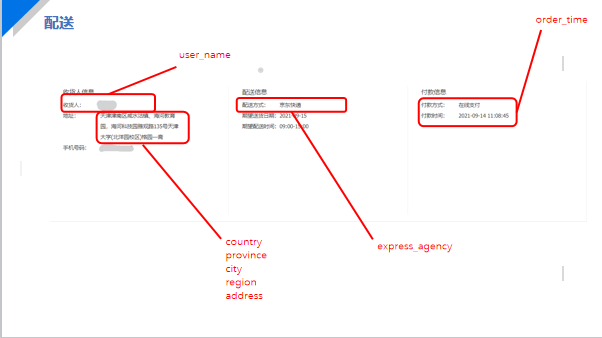 配送
order_time
user_name
收货人信息
收货人:
地址: 天津津南区咸水沽镇、海河教育
园、海河科技园雅观路135号天津
大学(北洋园校区)梅园一斋
手机号码:
配送信息
配送方式: 京东快递
期望送货日期: 2021-09-15
期望配送时间: 09:00-15:00
付款信息
付款方式: 在线支付
付款时间: 2021-09-14 11:08:45
country
province
city
region
address
express_agency